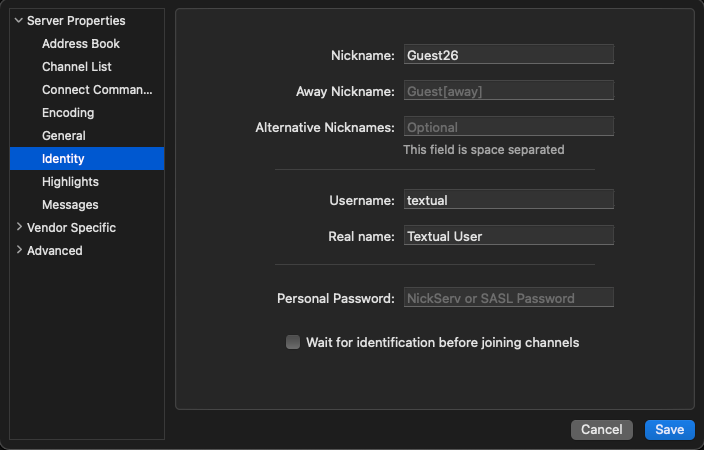 Server Properties
Address Book
Channel List
Connect Comman...
Encoding
General
Identity
Highlights
Messages
Vendor Specific
Advanced
Nickname: Guest26
Away Nickname: Guest[away]
Alternative Nicknames: Optional
This field is space separated
Username: textual
Real name: Textual User
Personal Password: NickServ or SASL Password
Wait for identification before joining channels
Cancel Save